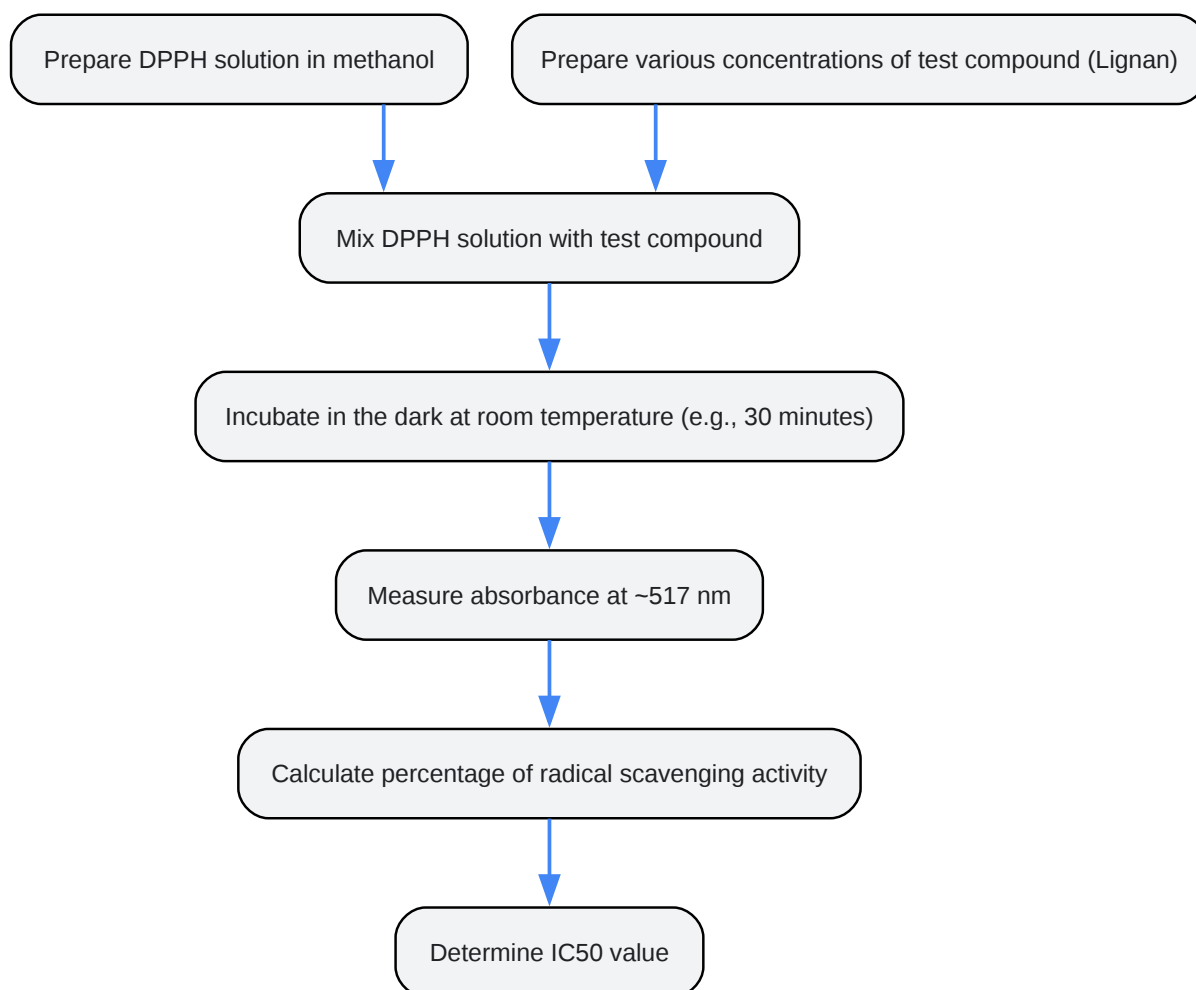 Prepare DPPH solution in methanol
Prepare various concentrations of test compound (Lignan)
Mix DPPH solution with test compound
Incubate in the dark at room temperature (e.g., 30 minutes)
Measure absorbance at ~517 nm
Calculate percentage of radical scavenging activity
Determine IC50 value